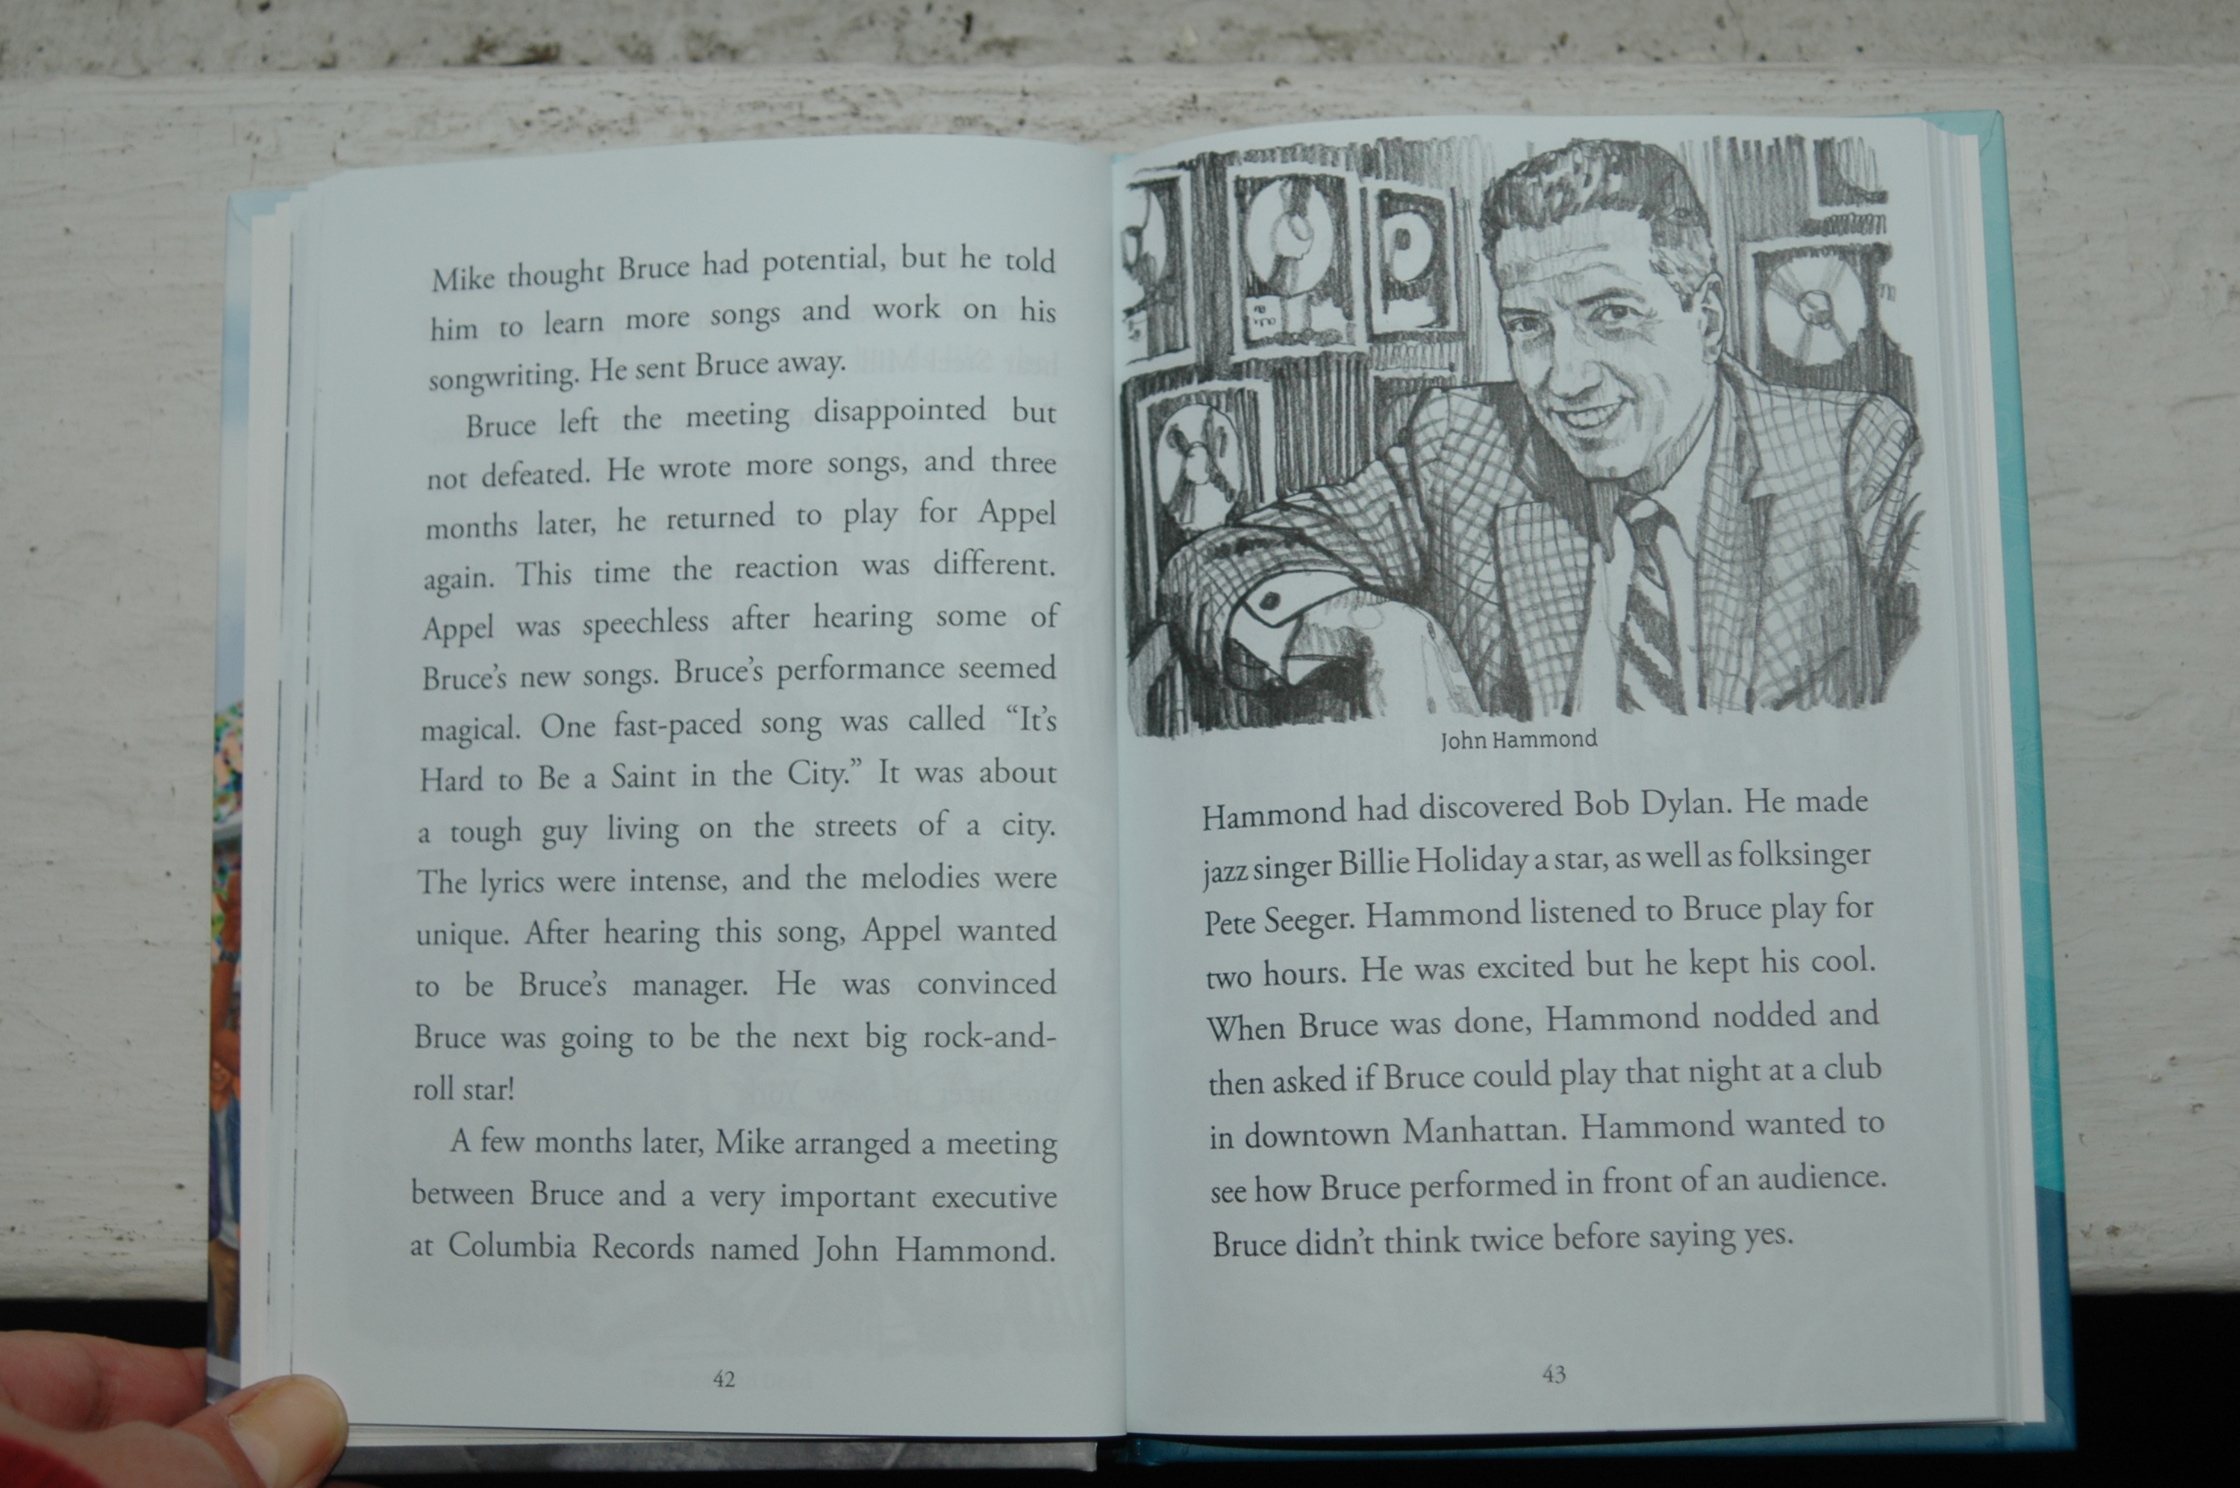 Mike thought Bruce had potential, but he told
him to learn more songs and work on his
songwriting. He sent Bruce away.
Bruce left the meeting disappointed but
not defeated. He wrote more songs, and three
months later, he returned to play for Appel
again. This time the reaction was different.
Appel was speechless after hearing some of
Bruce's new songs. Bruce's performance seemed
magical. One fast-paced song was called “It's
Hard to Be a Saint in the City.” It was about
a tough guy living on the streets of a city.
The lyrics were intense, and the melodies were
unique. After hearing this song, Appel wanted
to be Bruce's manager. He was convinced
Bruce was going to be the next big rock-and-
roll star!
A few months later, Mike arranged a meeting
between Bruce and a very important executive
at Columbia Records named John Hammond.
42
John Hammond
Hammond had discovered Bob Dylan. He made
jazz singer Billie Holiday a star, as well as folksinger
Pete Seeger. Hammond listened to Bruce play for
two hours. He was excited but he kept his cool.
When Bruce was done, Hammond nodded and
then asked if Bruce could play that night at a club
in downtown Manhattan. Hammond wanted to
see how Bruce performed in front of an audience.
Bruce didn't think twice before saying yes.
43